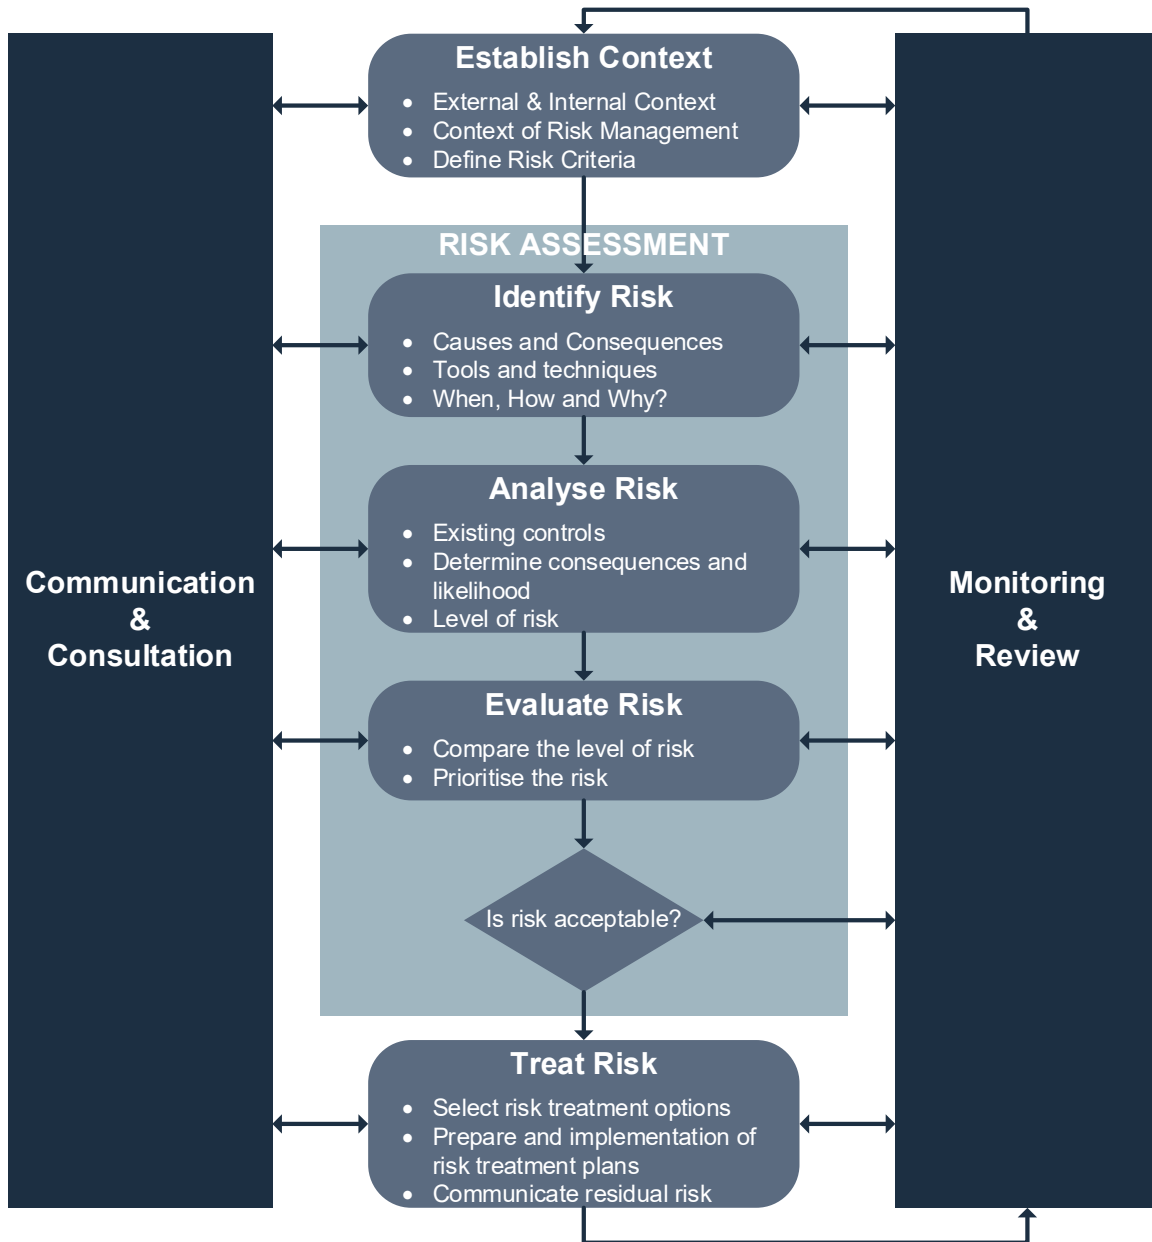 Establish Context
• External & Internal Context
• Context of Risk Management
• Define Risk Criteria
RISK ASSESSMENT
Identify Risk
• Causes and Consequences
• Tools and techniques
• When, How and Why?
Analyse Risk
• Existing controls
• Determine consequences and
likelihood
• Level of risk
Communication
&
Consultation
Monitoring
&
Review
Evaluate Risk
• Compare the level of risk
• Prioritise the risk
Is risk acceptable?
Treat Risk
• Select risk treatment options
• Prepare and implementation of
risk treatment plans
• Communicate residual risk